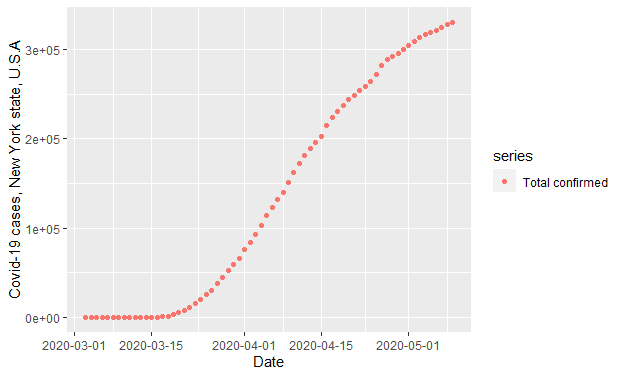 Covid-19 cases, New York state, U.S.A
3e+05
2e+05
1e+05
0e+00
2020-03-01 2020-03-15 2020-04-01 2020-04-15 2020-05-01
Date
series
Total confirmed